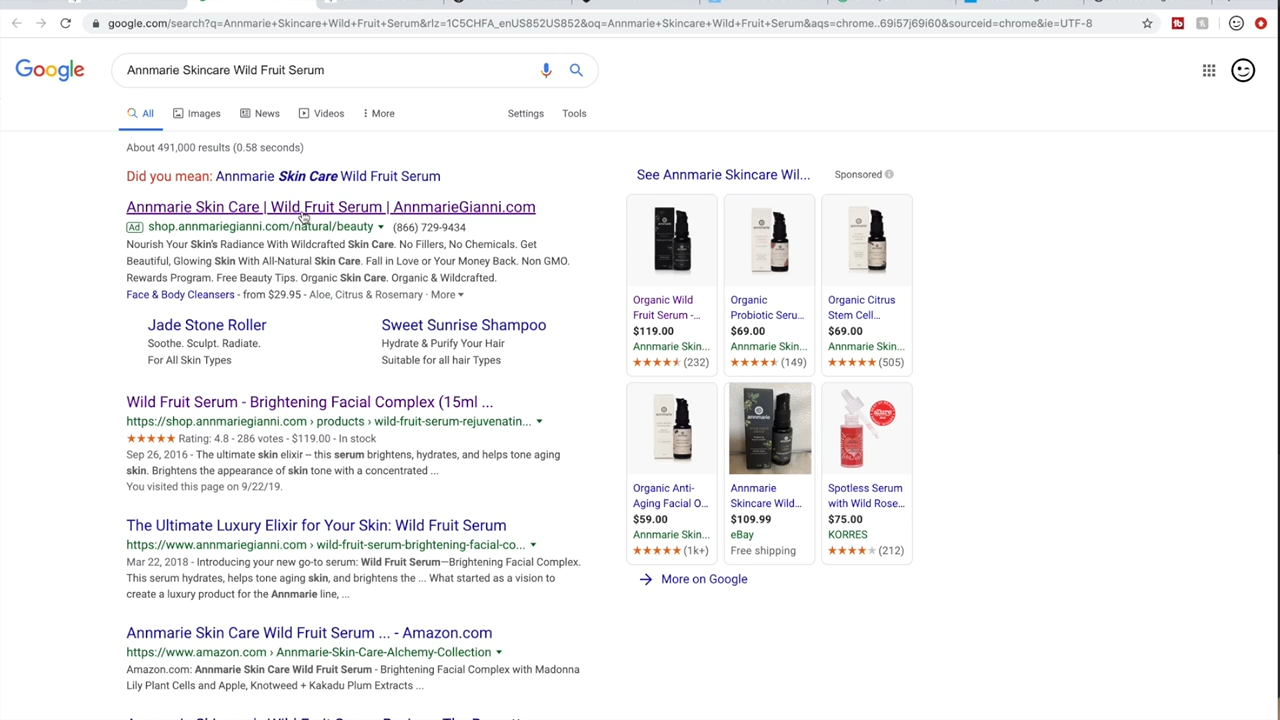 google.com/search?q=Annmarie+Skincare+Wild+Fruit+Serum&rlz=1C5CHFA_enUS852US852&oq=Annmarie+Skincare+Wild+Fruit+Serum&aqs=chrome..69i57j69i60&sourceid=chrome&ie=UTF-8
Google
Annmarie Skincare Wild Fruit Serum
All
Images
News
Videos
More
Settings
Tools
About 491,000 results (0.58 seconds)
Did you mean: Annmarie Skin Care Wild Fruit Serum
Annmarie Skin Care | Wild Fruit Serum | AnnmarieGianni.com
Ad shop.annmariegianni.com/natural/beauty (866) 729-9434
Nourish Your Skin's Radiance With Wildcrafted Skin Care. No Fillers, No Chemicals. Get
Beautiful, Glowing Skin With All-Natural Skin Care. Fall in Love or Your Money Back. Non GMO.
Rewards Program. Free Beauty Tips. Organic Skin Care. Organic & Wildcrafted.
Face & Body Cleansers - from $29.95 - Aloe, Citrus & Rosemary · More
Jade Stone Roller
Soothe. Sculpt. Radiate.
For All Skin Types
Sweet Sunrise Shampoo
Hydrate & Purify Your Hair
Suitable for all hair Types
Wild Fruit Serum - Brightening Facial Complex (15ml ...
https://shop.annmariegianni.com › products › wild-fruit-serum-rejuvenatin...
Rating: 4.8 - 286 votes - $119.00 - In stock
Sep 26, 2016 - The ultimate skin elixir – this serum brightens, hydrates, and helps tone aging
skin. Brightens the appearance of skin tone with a concentrated ...
You visited this page on 9/22/19.
The Ultimate Luxury Elixir for Your Skin: Wild Fruit Serum
https://www.annmariegianni.com › wild-fruit-serum-brightening-facial-co...
Mar 22, 2018 - Introducing your new go-to serum: Wild Fruit Serum—Brightening Facial Complex.
This serum hydrates, helps tone aging skin, and brightens the ... What started as a vision to
create a luxury product for the Annmarie line, ...
Annmarie Skin Care Wild Fruit Serum ... - Amazon.com
https://www.amazon.com › Annmarie-Skin-Care-Alchemy-Collection
Amazon.com: Annmarie Skin Care Wild Fruit Serum - Brightening Facial Complex with Madonna
Lily Plant Cells and Apple, Knotweed + Kakadu Plum Extracts ...
See Annmarie Skincare Wil...
Sponsored
Organic Wild
Fruit Serum -...
$119.00
Annmarie Skin...
(232)
Organic
Probiotic Seru...
$69.00
Annmarie Skin...
(149)
Organic Citrus
Stem Cell...
$69.00
Annmarie Skin...
(505)
annmarie
Organic Anti-
Aging Facial O...
$59.00
Annmarie Skin...
(1k+)
Annmarie
Skincare Wild...
$109.99
eBay
Free shipping
Spotless Serum
with Wild Rose...
$75.00
KORRES
(212)
More on Google